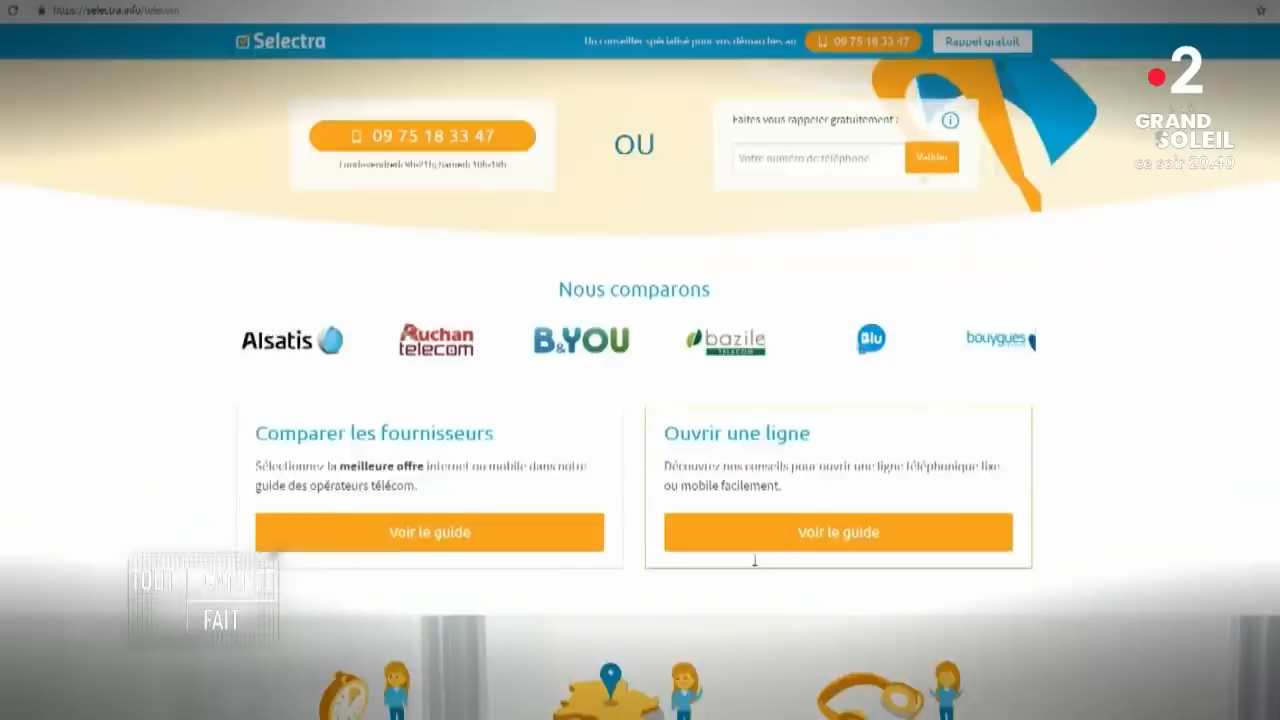 https://selectra.info/telecom
Selectra
Un conseiller spécialisé pour vos démarches au
09 75 18 33 47
Rappel gratuit
2
GRAND
SOLEIL
ce soir 20.40
09 75 18 33 47
Lundi-vendredi 9h-21h; Samedi 10h-19h
OU
Faites vous rappeler gratuitement :
Votre numéro de téléphone
Valider
Nous comparons
Alsatis
Auchan
telecom
B&YOU
bazile
TELECOM
Blu
bouygues
Comparer les fournisseurs
Sélectionnez la meilleure offre internet ou mobile dans notre
guide des opérateurs télécom.
Voir le guide
Ouvrir une ligne
Découvrez nos conseils pour ouvrir une ligne téléphonique fixe
ou mobile facilement.
Voir le guide
TOUT
FAIT